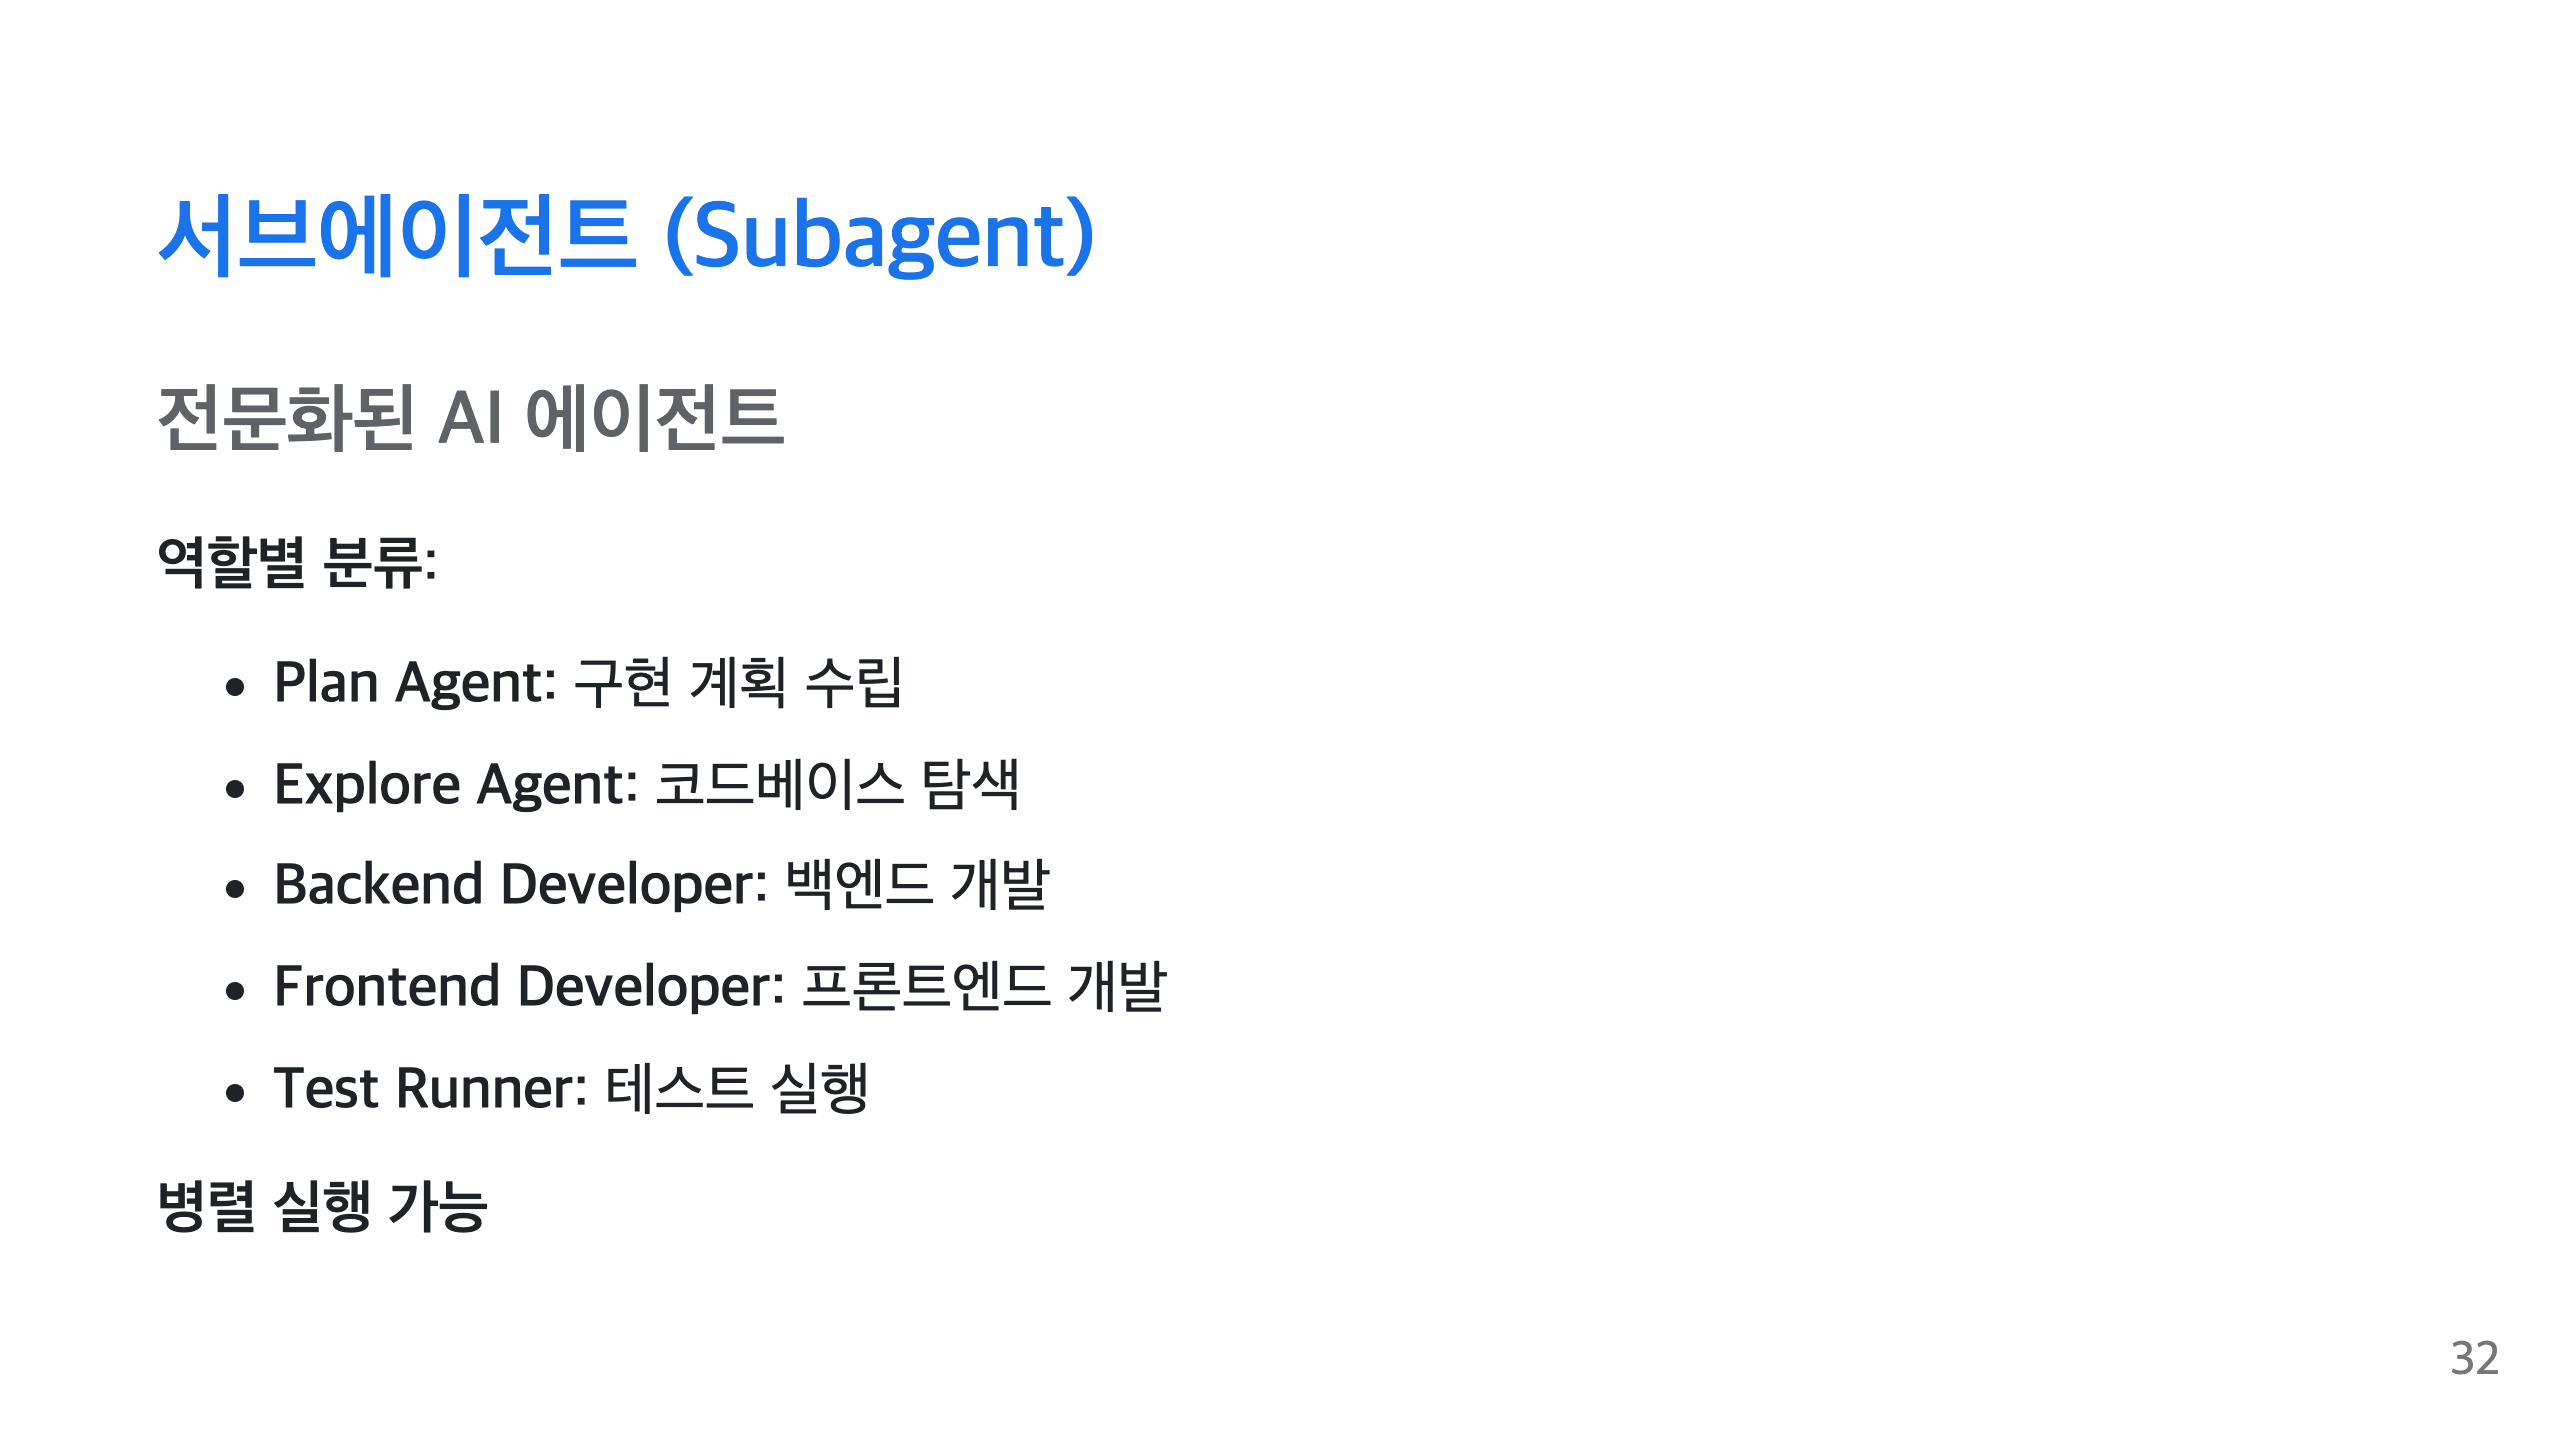 서브에이전트 (Subagent)
전문화된 AI 에이전트
역할별 분류:
• Plan Agent: 구현 계획 수립
• Explore Agent: 코드베이스 탐색
• Backend Developer: 백엔드 개발
• Frontend Developer: 프론트엔드 개발
• Test Runner: 테스트 실행
병렬 실행 가능
32